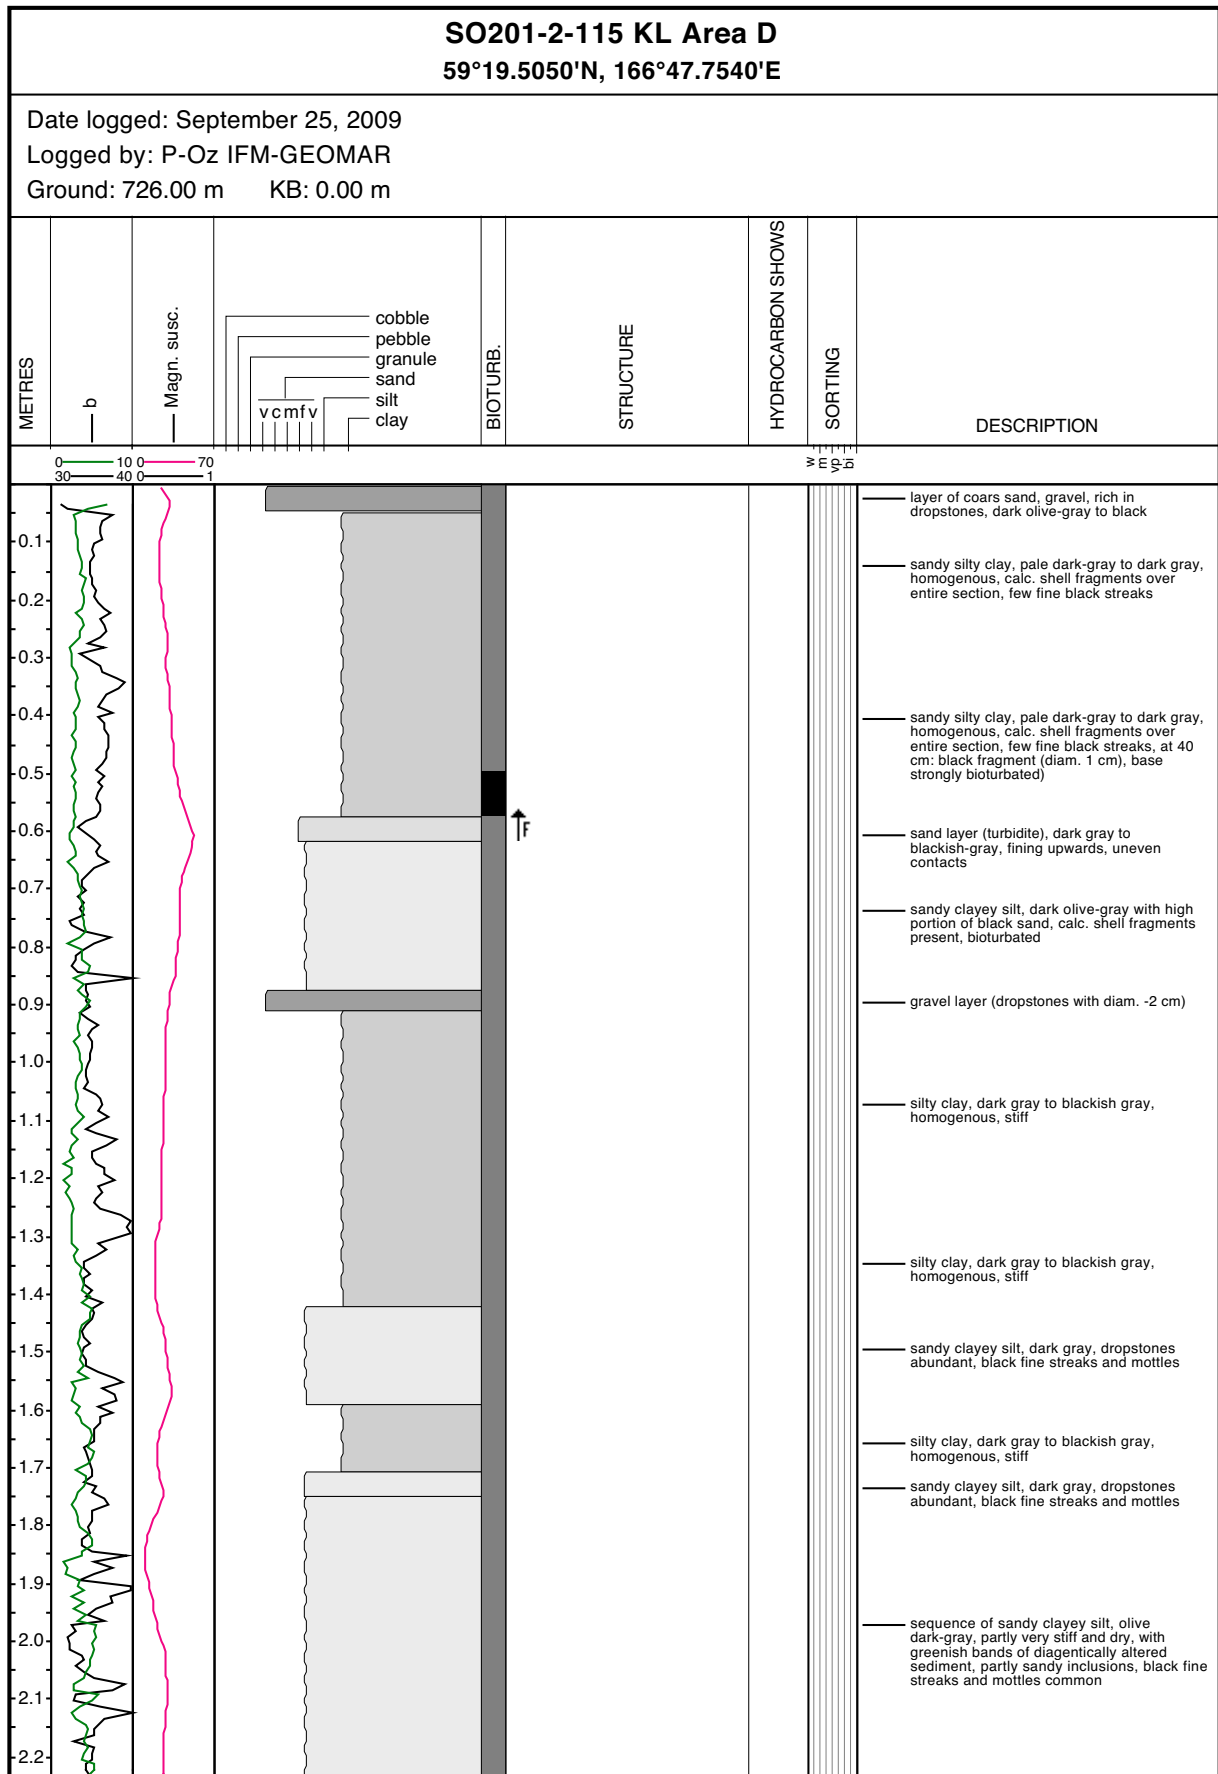 SO201-2-115 KL Area D
59°19.5050'N, 166°47.7540'E
Date logged: September 25, 2009
Logged by: P-Oz IFM-GEOMAR
Ground: 726.00 m KB: 0.00 m
METRES
b
Magn. susc.
cobble
pebble
granule
sand
silt
clay
v c m f v
BIOTURB.
STRUCTURE
HYDROCARBON SHOWS
SORTING
DESCRIPTION
0 10 0 70
30 40 0 1
w m vp bi
layer of coars sand, gravel, rich in
dropstones, dark olive-gray to black
0.1
sandy silty clay, pale dark-gray to dark gray,
homogenous, calc. shell fragments over
entire section, few fine black streaks
0.2
0.3
0.4
sandy silty clay, pale dark-gray to dark gray,
homogenous, calc. shell fragments over
entire section, few fine black streaks, at 40
cm: black fragment (diam. 1 cm), base
strongly bioturbated)
0.5
0.6
F
sand layer (turbidite), dark gray to
blackish-gray, fining upwards, uneven
contacts
0.7
sandy clayey silt, dark olive-gray with high
portion of black sand, calc. shell fragments
present, bioturbated
0.8
0.9
gravel layer (dropstones with diam. -2 cm)
1.0
1.1
silty clay, dark gray to blackish gray,
homogenous, stiff
1.2
1.3
silty clay, dark gray to blackish gray,
homogenous, stiff
1.4
1.5
sandy clayey silt, dark gray, dropstones
abundant, black fine streaks and mottles
1.6
silty clay, dark gray to blackish gray,
homogenous, stiff
1.7
sandy clayey silt, dark gray, dropstones
abundant, black fine streaks and mottles
1.8
1.9
2.0
sequence of sandy clayey silt, olive
dark-gray, partly very stiff and dry, with
greenish bands of diagentically altered
sediment, partly sandy inclusions, black fine
streaks and mottles common
2.1
2.2